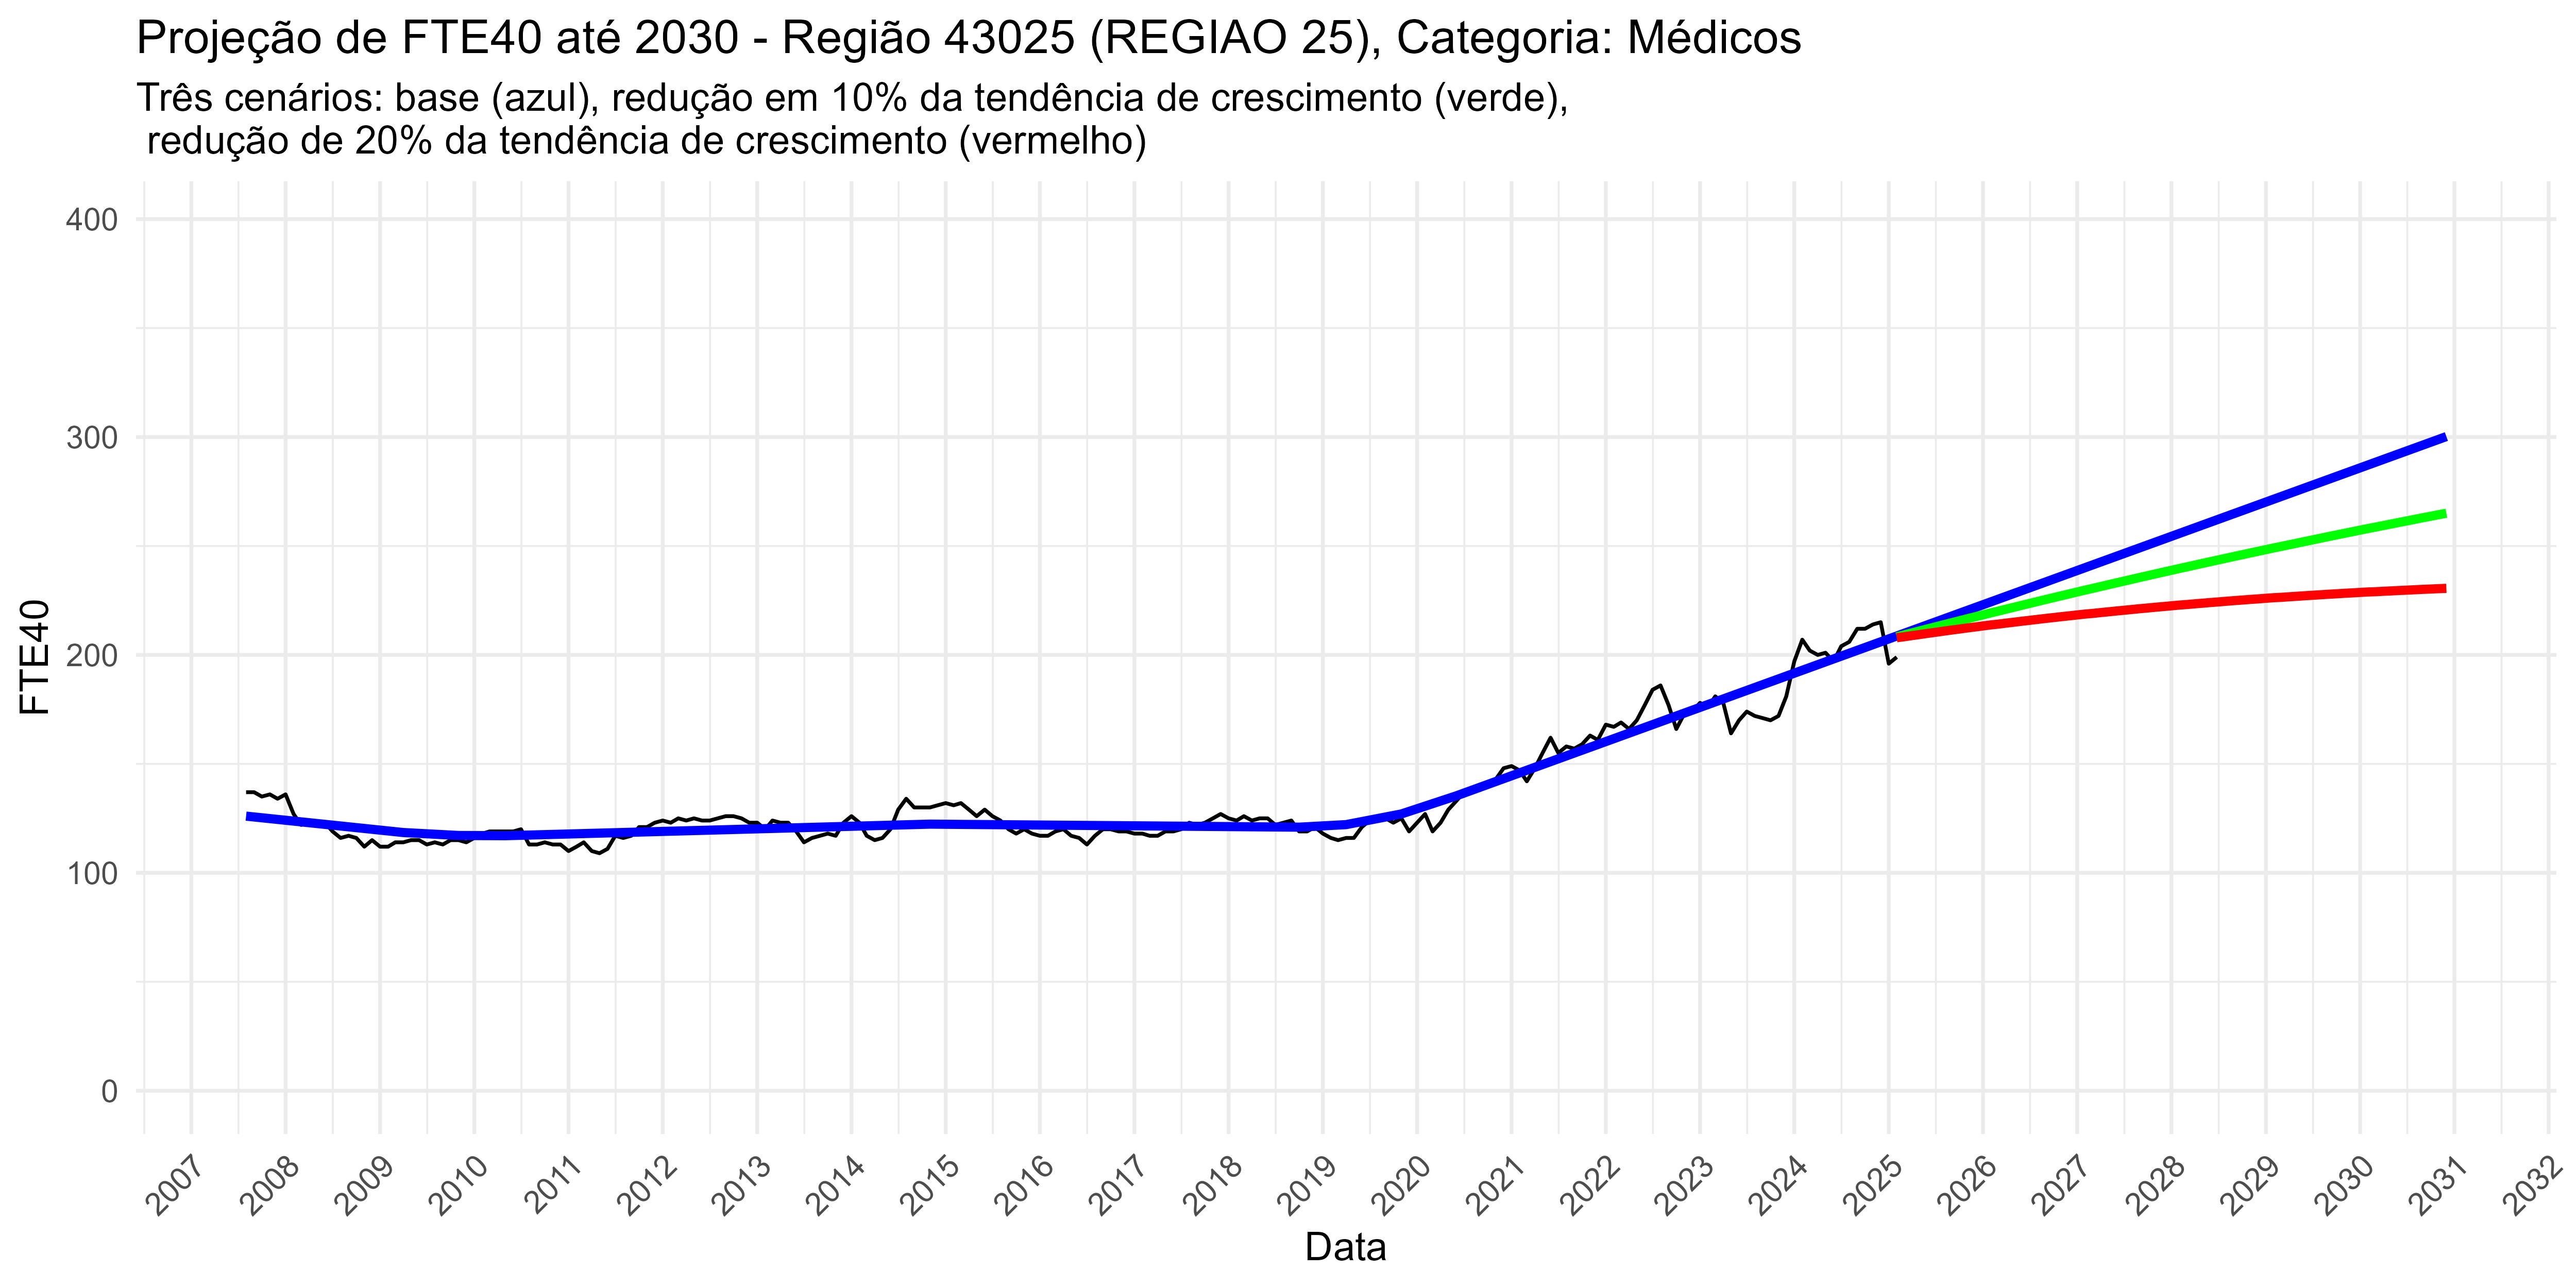 Projeção de FTE40 até 2030 - Região 43025 (REGIAO 25), Categoria: Médicos
Três cenários: base (azul), redução em 10% da tendência de crescimento (verde),
redução de 20% da tendência de crescimento (vermelho)
400
300
200
100
0
FTE40
2007 2008 2009 2010 2011 2012 2013 2014 2015 2016 2017 2018 2019 2020 2021 2022 2023 2024 2025 2026 2027 2028 2029 2030 2031 2032
Data